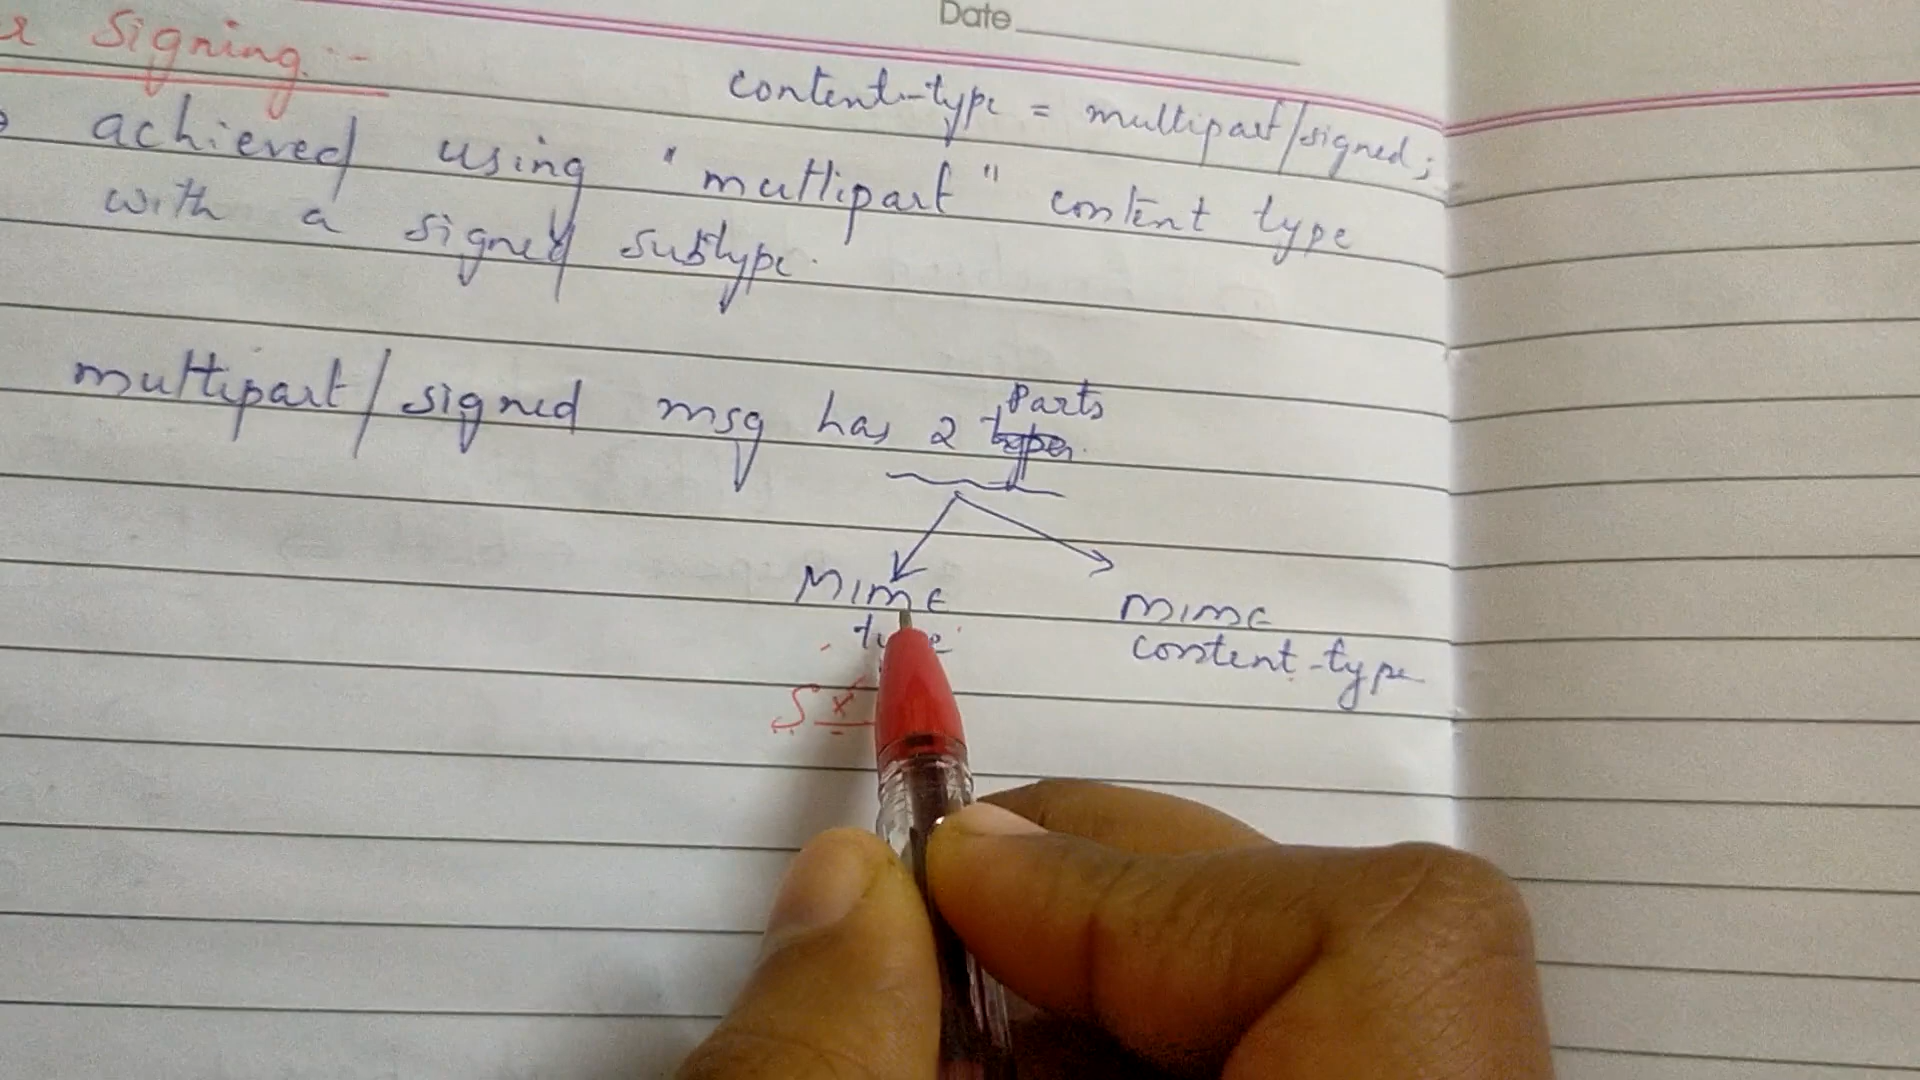 Date
Signing :-
content-type = multipart/signed;
achieved using "multipart" content type
with a signed subtype.
multipart/signed msg has 2 parts
MIME
type
MIME
content-type